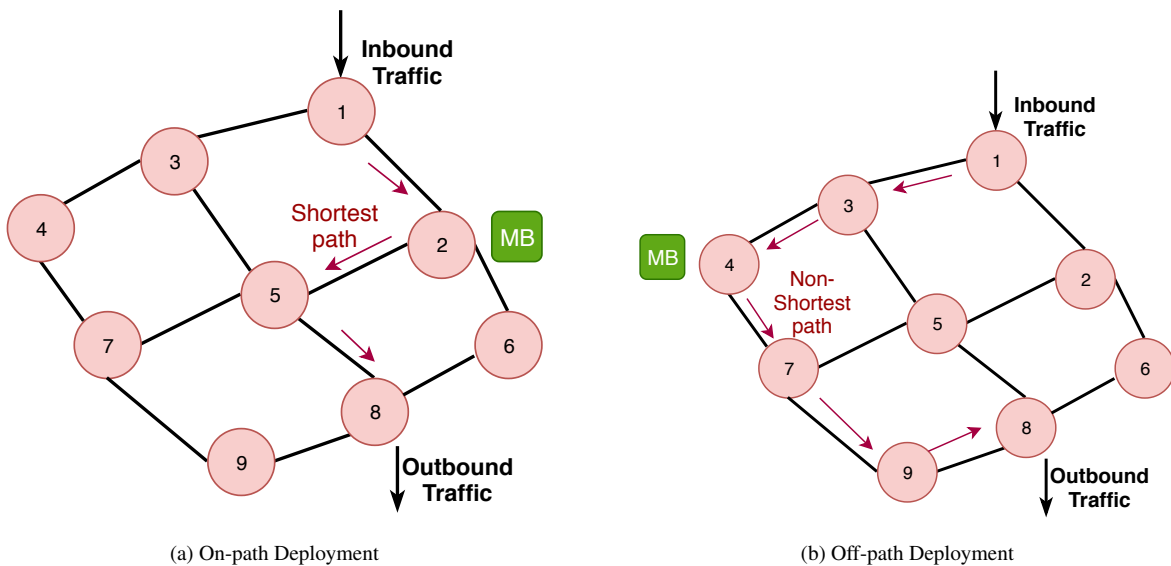 Inbound
Traffic
1
3
4
Shortest
path
2
MB
5
7
6
8
9
Outbound
Traffic
(a) On-path Deployment
Inbound
Traffic
1
3
MB
4
2
Non-
Shortest
path
5
7
6
8
9
Outbound
Traffic
(b) Off-path Deployment